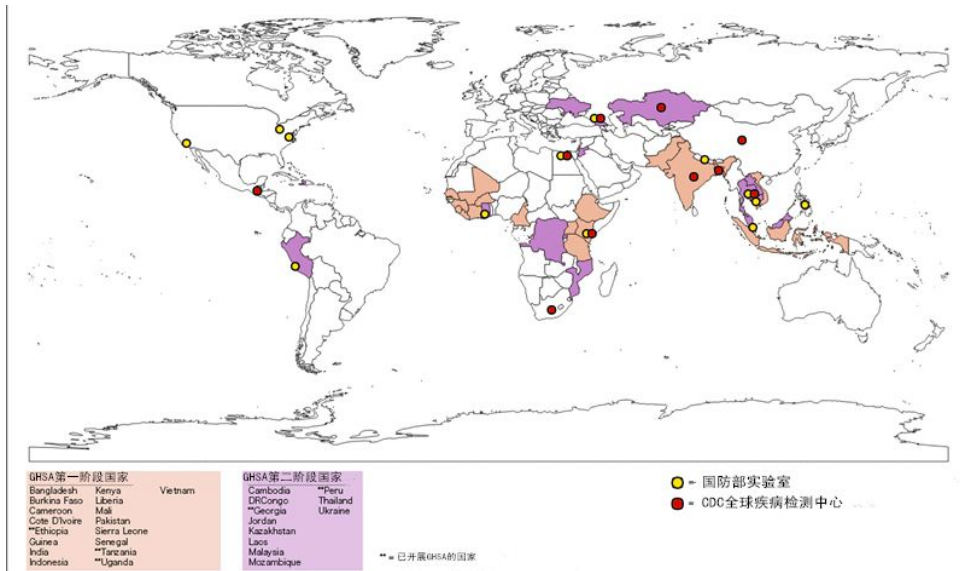 GHSA第一阶段国家
Bangladesh Kenya Vietnam
Burkina Faso Liberia
Cameroon Mali
Cote D'Ivoire Pakistan
**Ethiopia Sierra Leone
Guinea Senegal
India **Tanzania
Indonesia **Uganda
GHSA第二阶段国家
Cambodia **Peru
DRCongo Thailand
**Georgia Ukraine
Jordan
Kazakhstan
Laos
Malaysia
Mozambique
** = 已开展GHSA的国家
= 国防部实验室
= CDC全球疾病检测中心